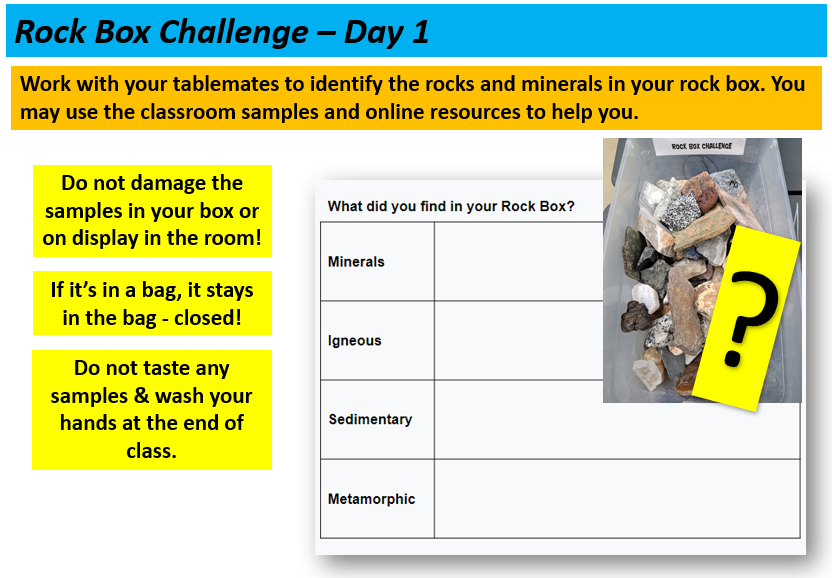 Rock Box Challenge – Day 1
Work with your tablemates to identify the rocks and minerals in your rock box. You
may use the classroom samples and online resources to help you.
Do not damage the
samples in your box or
on display in the room!
If it's in a bag, it stays
in the bag - closed!
Do not taste any
samples & wash your
hands at the end of
class.
ROCK BOX CHALLENGE
What did you find in your Rock Box?
Minerals
Igneous
Sedimentary
Metamorphic
?